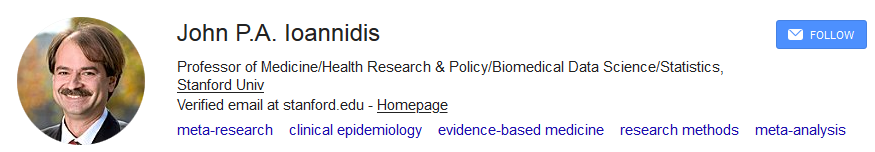 John P.A. Ioannidis
FOLLOW
Professor of Medicine/Health Research & Policy/Biomedical Data Science/Statistics,
Stanford Univ
Verified email at stanford.edu - Homepage
meta-research clinical epidemiology evidence-based medicine research methods meta-analysis